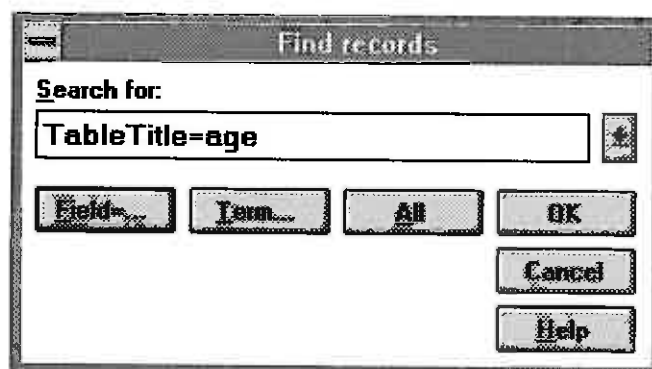 Find records
Search for:
TableTitle=age
Field=... Term... All OK
Cancel
Help